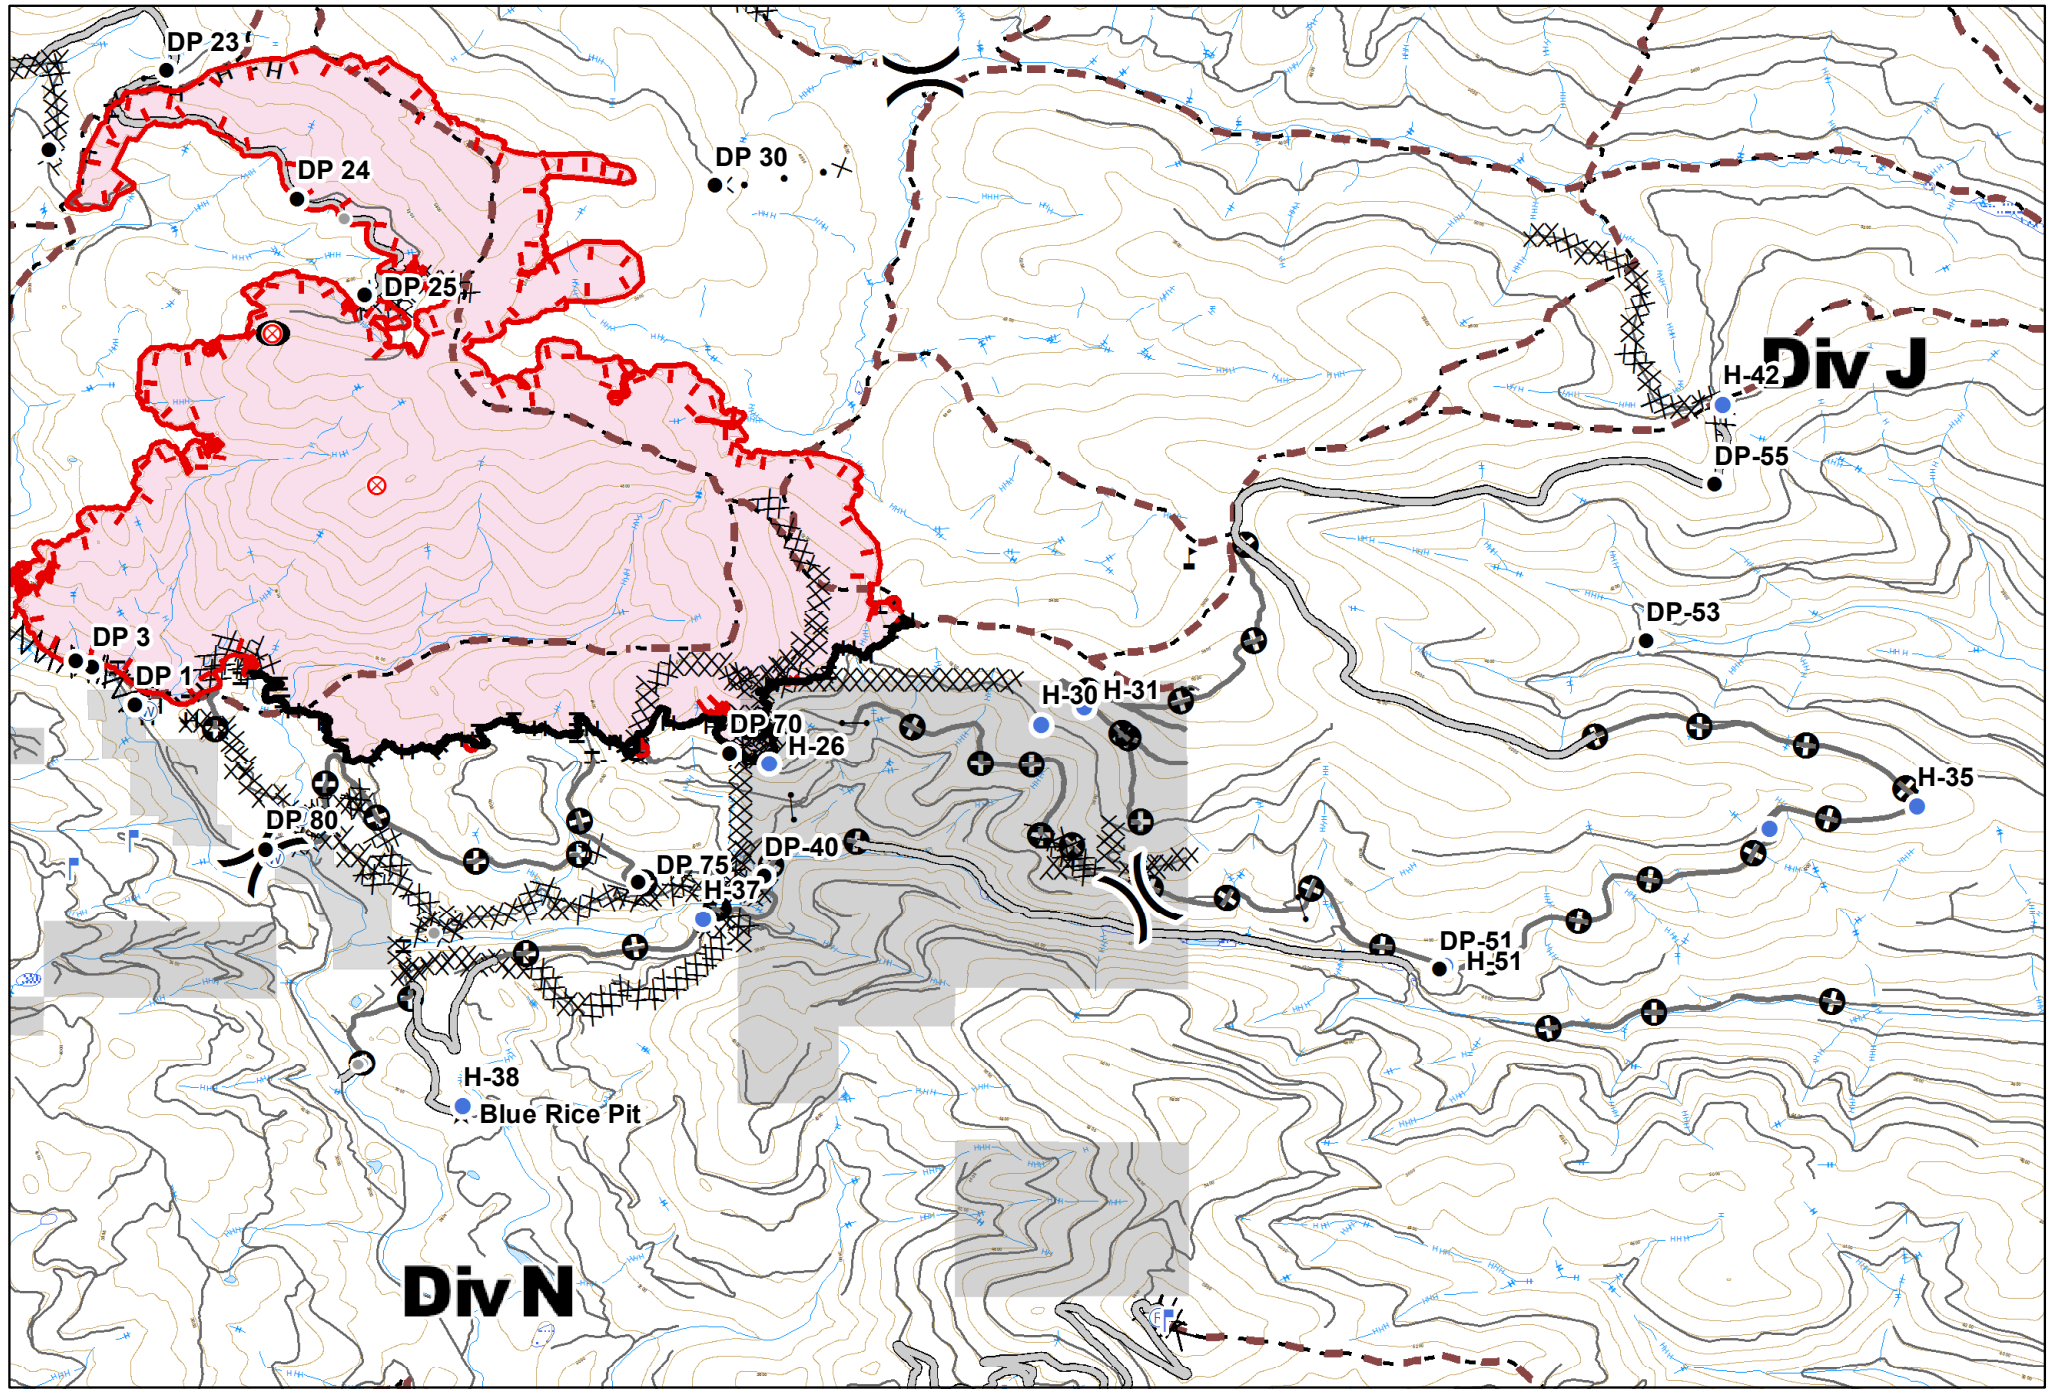 DP 23
DP 24
DP 30
DP 25
Div J
H-42
DP-55
DP-53
DP 3
DP 1
H-30
H-31
DP 70
H-26
H-35
DP 80
DP-40
DP 75
H-37
DP-51
H-51
H-38
Blue Rice Pit
Div N